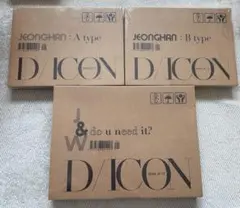 JEONGHAN : A type
D/ICON
JEONGHAN : B type
D/ICON
J
& do u need it?
W
D/ICON